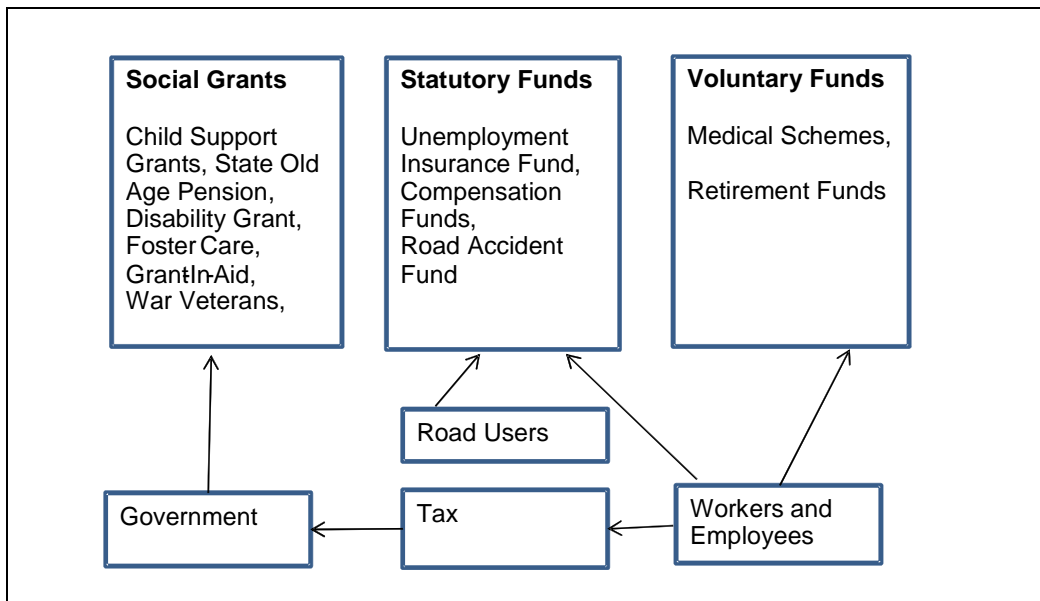 Social Grants
Child Support
Grants, State Old
Age Pension,
Disability Grant,
Foster Care,
Grant-In-Aid,
War Veterans,
Statutory Funds
Unemployment
Insurance Fund,
Compensation
Funds,
Road Accident
Fund
Voluntary Funds
Medical Schemes,
Retirement Funds
Road Users
Government
Tax
Workers and
Employees